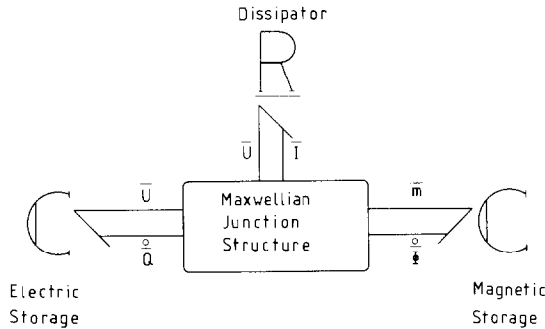 Dissipator
R
U̅ I̅
U̅ m̅
Maxwellian
Junction
Structure
C C
Q̊ Φ̊
Electric
Storage
Magnetic
Storage